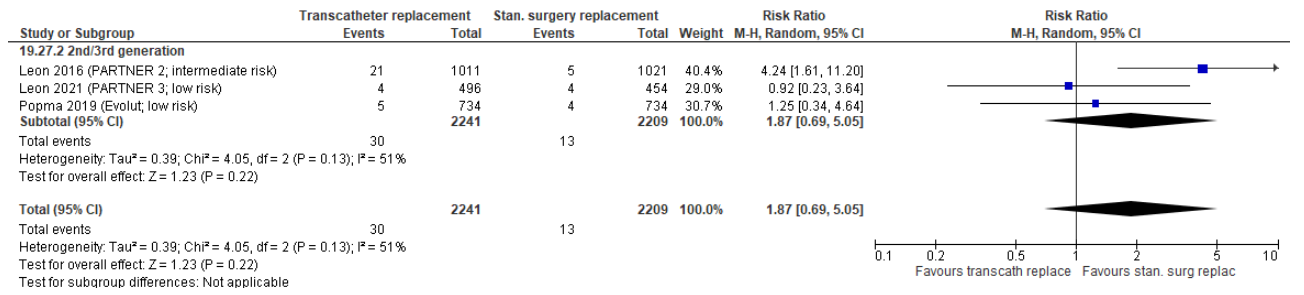 Transcatheter replacement Stan. surgery replacement Risk Ratio Risk Ratio
Study or Subgroup Events Total Events Total Weight M-H, Random, 95% CI M-H, Random, 95% CI
19.27.2 2nd/3rd generation
Leon 2016 (PARTNER 2; intermediate risk) 21 1011 5 1021 40.4% 4.24 [1.61, 11.20]
Leon 2021 (PARTNER 3; low risk) 4 496 4 454 29.0% 0.92 [0.23, 3.64]
Popma 2019 (Evolut; low risk) 5 734 4 734 30.7% 1.25 [0.34, 4.64]
Subtotal (95% CI) 2241 2209 100.0% 1.87 [0.69, 5.05]
Total events 30 13
Heterogeneity: Tau² = 0.39; Chi² = 4.05, df = 2 (P = 0.13); I² = 51%
Test for overall effect: Z = 1.23 (P = 0.22)
Total (95% CI) 2241 2209 100.0% 1.87 [0.69, 5.05]
Total events 30 13
Heterogeneity: Tau² = 0.39; Chi² = 4.05, df = 2 (P = 0.13); I² = 51%
Test for overall effect: Z = 1.23 (P = 0.22)
Test for subgroup differences: Not applicable
0.1 0.2 0.5 1 2 5 10
Favours transcath replace Favours stan. surg replac